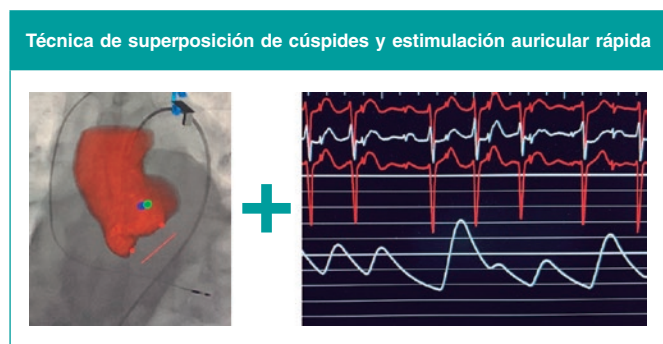 Técnica de superposición de cúspides y estimulación auricular rápida